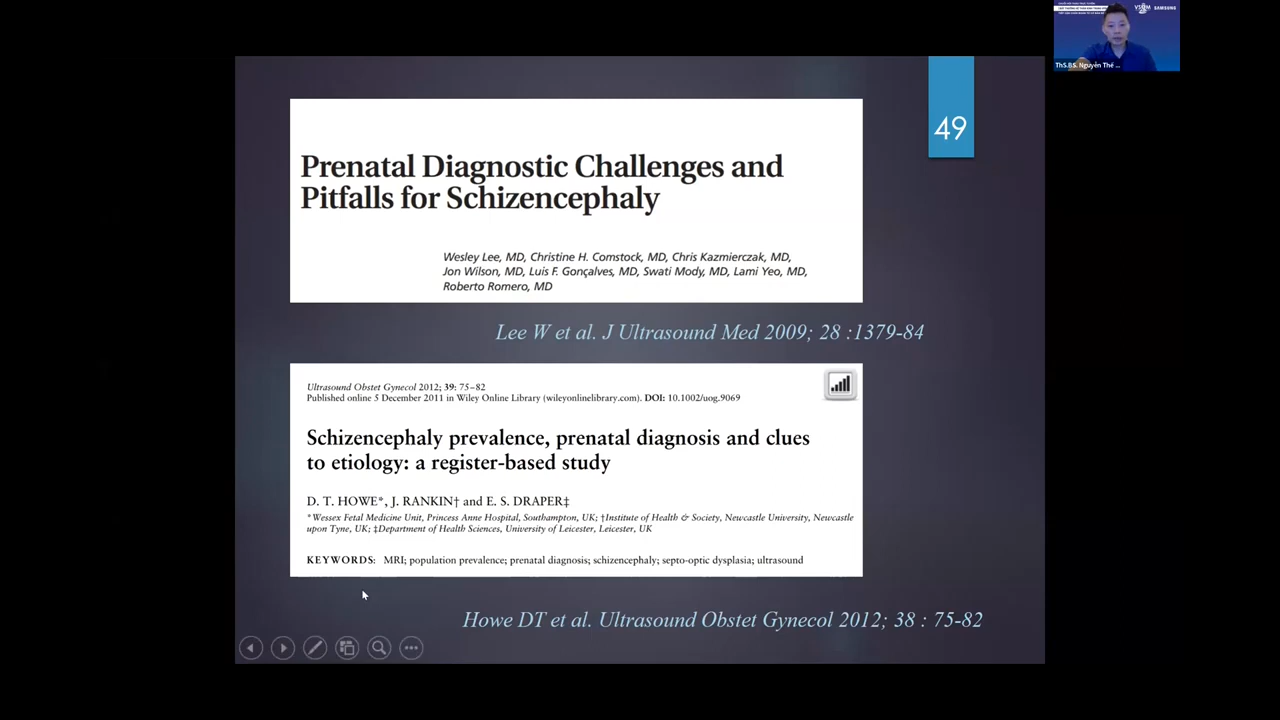 VSUM SAMSUNG
ThS.BS. Nguyễn Thế ...
49
Prenatal Diagnostic Challenges and
Pitfalls for Schizencephaly
Wesley Lee, MD, Christine H. Comstock, MD, Chris Kazmierczak, MD,
Jon Wilson, MD, Luis F. Gonçalves, MD, Swati Mody, MD, Lami Yeo, MD,
Roberto Romero, MD
Lee W et al. J Ultrasound Med 2009; 28 :1379-84
Ultrasound Obstet Gynecol 2012; 39: 75–82
Published online 5 December 2011 in Wiley Online Library (wileyonlinelibrary.com). DOI: 10.1002/uog.9069
Schizencephaly prevalence, prenatal diagnosis and clues
to etiology: a register-based study
D. T. HOWE*, J. RANKIN† and E. S. DRAPER‡
*Wessex Fetal Medicine Unit, Princess Anne Hospital, Southampton, UK; †Institute of Health & Society, Newcastle University, Newcastle
upon Tyne, UK; ‡Department of Health Sciences, University of Leicester, Leicester, UK
KEYWORDS: MRI; population prevalence; prenatal diagnosis; schizencephaly; septo-optic dysplasia; ultrasound
Howe DT et al. Ultrasound Obstet Gynecol 2012; 38 : 75-82